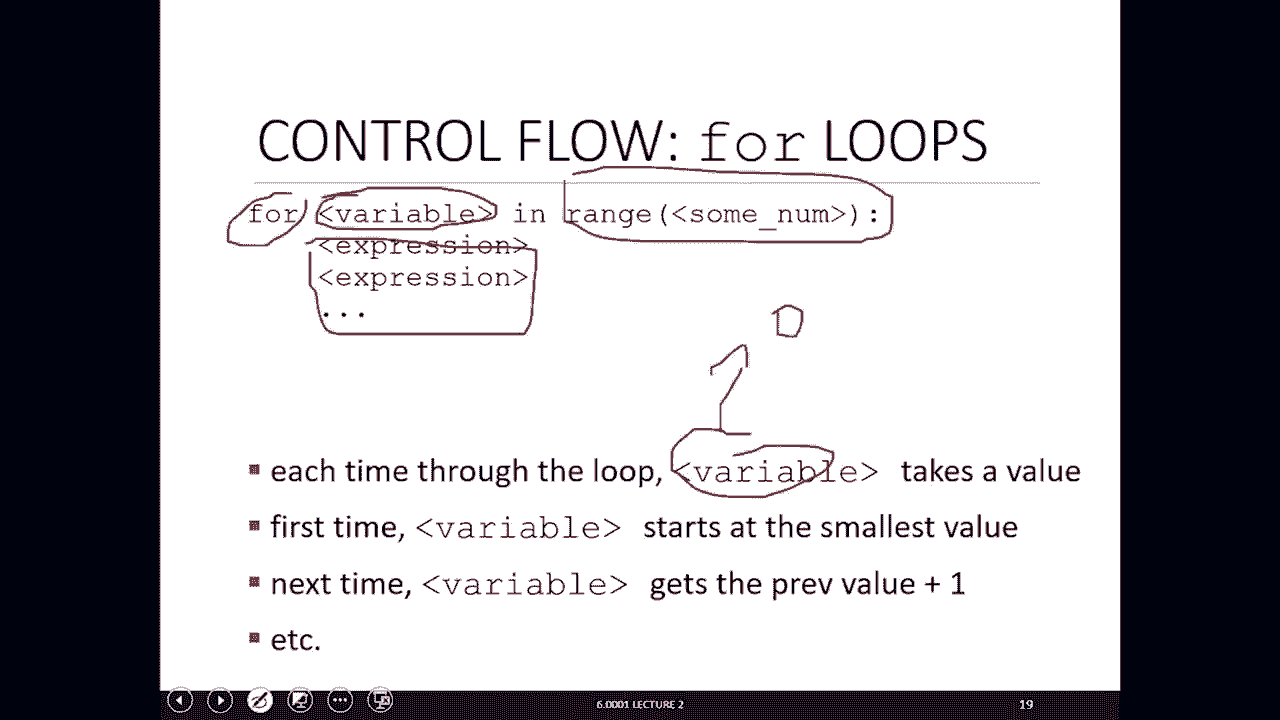 CONTROL FLOW: for LOOPS
for <variable> in range(<some_num>):
<expression>
<expression>
...
0
▪ each time through the loop, <variable> takes a value
▪ first time, <variable> starts at the smallest value
▪ next time, <variable> gets the prev value + 1
▪ etc.
6.0001 LECTURE 2
19